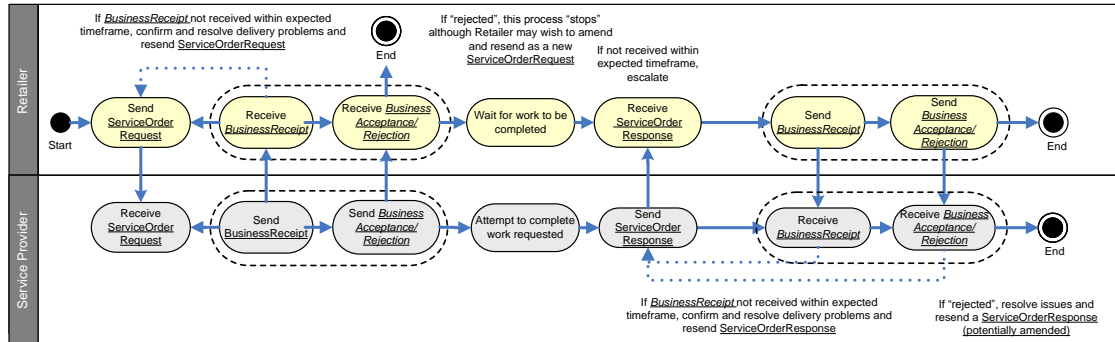 Retailer
If BusinessReceipt not received within expected
timeframe, confirm and resolve delivery problems and
resend ServiceOrderRequest
End
If “rejected”, this process “stops”
although Retailer may wish to amend
and resend as a new
ServiceOrderRequest
If not received within
expected timeframe,
escalate
Start
Send
ServiceOrder
Request
Receive
BusinessReceipt
Receive Business
Acceptance/
Rejection
Wait for work to be
completed
Receive
ServiceOrder
Response
Send
BusinessReceipt
Send
Business
Acceptance/
Rejection
End
Service Provider
Receive
ServiceOrder
Request
Send
BusinessReceipt
Send Business
Acceptance/
Rejection
Attempt to complete
work requested
Send
ServiceOrder
Response
Receive
BusinessReceipt
Receive Business
Acceptance/
Rejection
End
If BusinessReceipt not received within expected
timeframe, confirm and resolve delivery problems and
resend ServiceOrderResponse
If “rejected”, resolve issues and
resend a ServiceOrderResponse
(potentially amended)